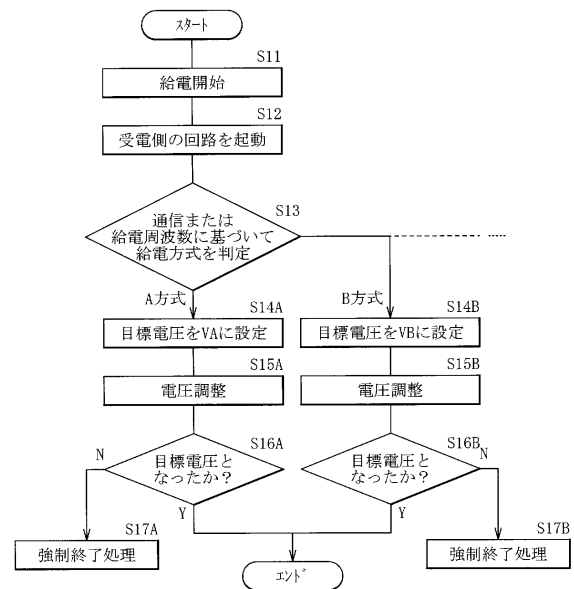 スタート
S11
給電開始
S12
受電側の回路を起動
S13
通信または
給電周波数に基づいて
給電方式を判定
A方式
B方式
S14A
目標電圧をVAに設定
S14B
目標電圧をVBに設定
S15A
電圧調整
S15B
電圧調整
S16A
目標電圧と
なったか?
N
Y
S16B
目標電圧と
なったか?
N
Y
S17A
強制終了処理
S17B
強制終了処理
エンド